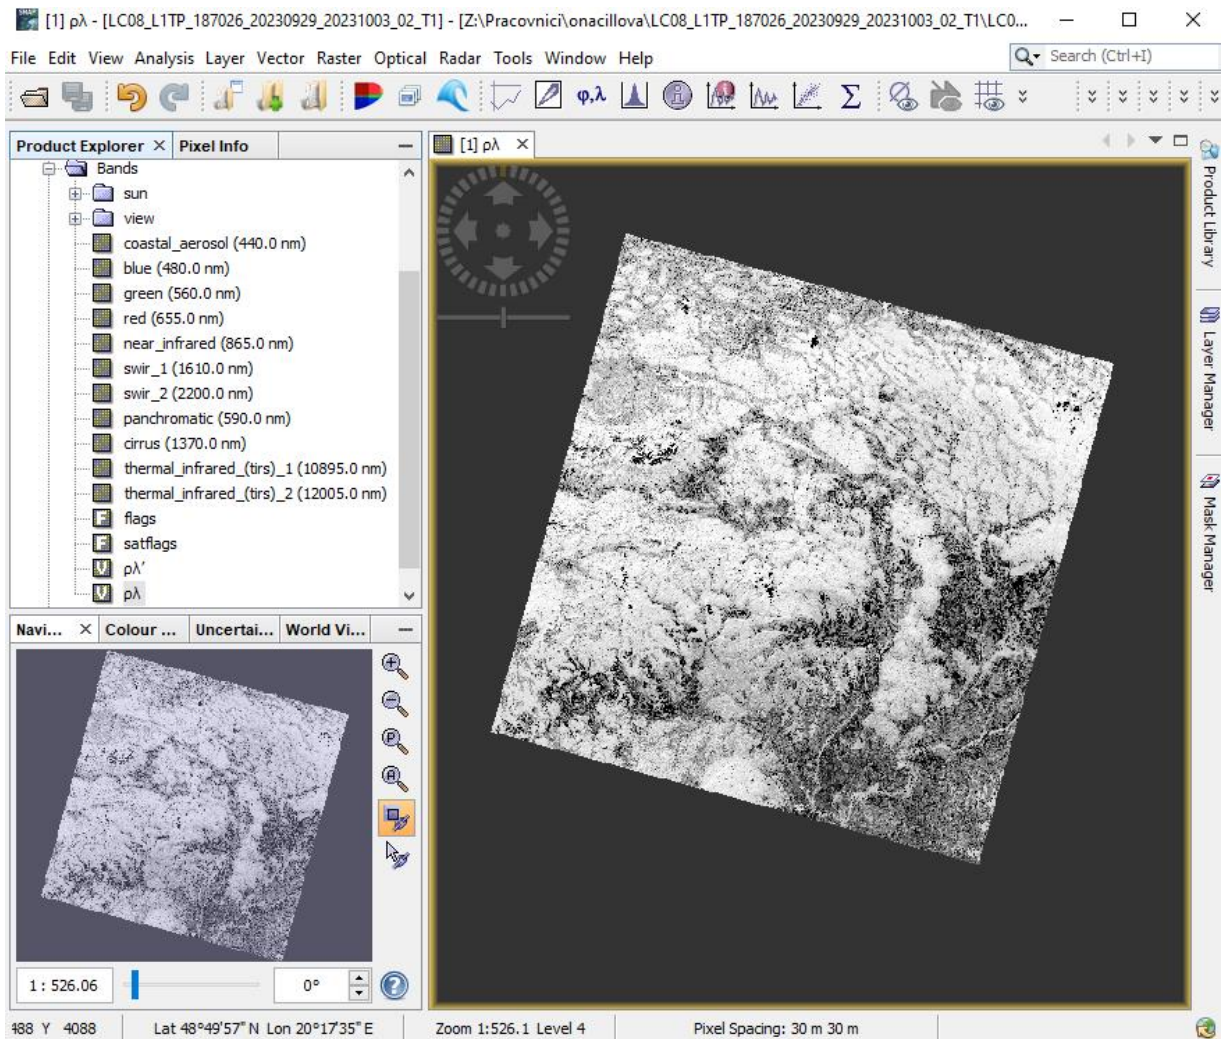 [1] ρλ - [LC08_L1TP_187026_20230929_20231003_02_T1] - [Z:\Pracovnici\onacillova\LC08_L1TP_187026_20230929_20231003_02_T1\LC0...
File Edit View Analysis Layer Vector Raster Optical Radar Tools Window Help
Search (Ctrl+I)
φ,λ
Σ
Product Explorer
Pixel Info
[1] ρλ
Bands
sun
view
coastal_aerosol (440.0 nm)
blue (480.0 nm)
green (560.0 nm)
red (655.0 nm)
near_infrared (865.0 nm)
swir_1 (1610.0 nm)
swir_2 (2200.0 nm)
panchromatic (590.0 nm)
cirrus (1370.0 nm)
thermal_infrared_(tirs)_1 (10895.0 nm)
thermal_infrared_(tirs)_2 (12005.0 nm)
flags
satflags
ρλ′
ρλ
Product Library
Layer Manager
Mask Manager
Navi...
Colour ...
Uncertai...
World Vi...
1 : 526.06
0°
488 Y 4088
Lat 48°49'57" N Lon 20°17'35" E
Zoom 1:526.1 Level 4
Pixel Spacing: 30 m 30 m